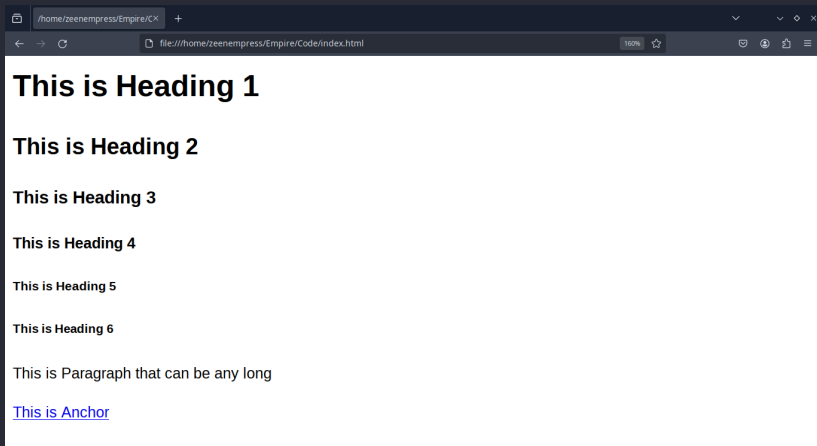 /home/zeenempress/Empire/C
file:///home/zeenempress/Empire/Code/index.html
160%
This is Heading 1
This is Heading 2
This is Heading 3
This is Heading 4
This is Heading 5
This is Heading 6
This is Paragraph that can be any long
This is Anchor